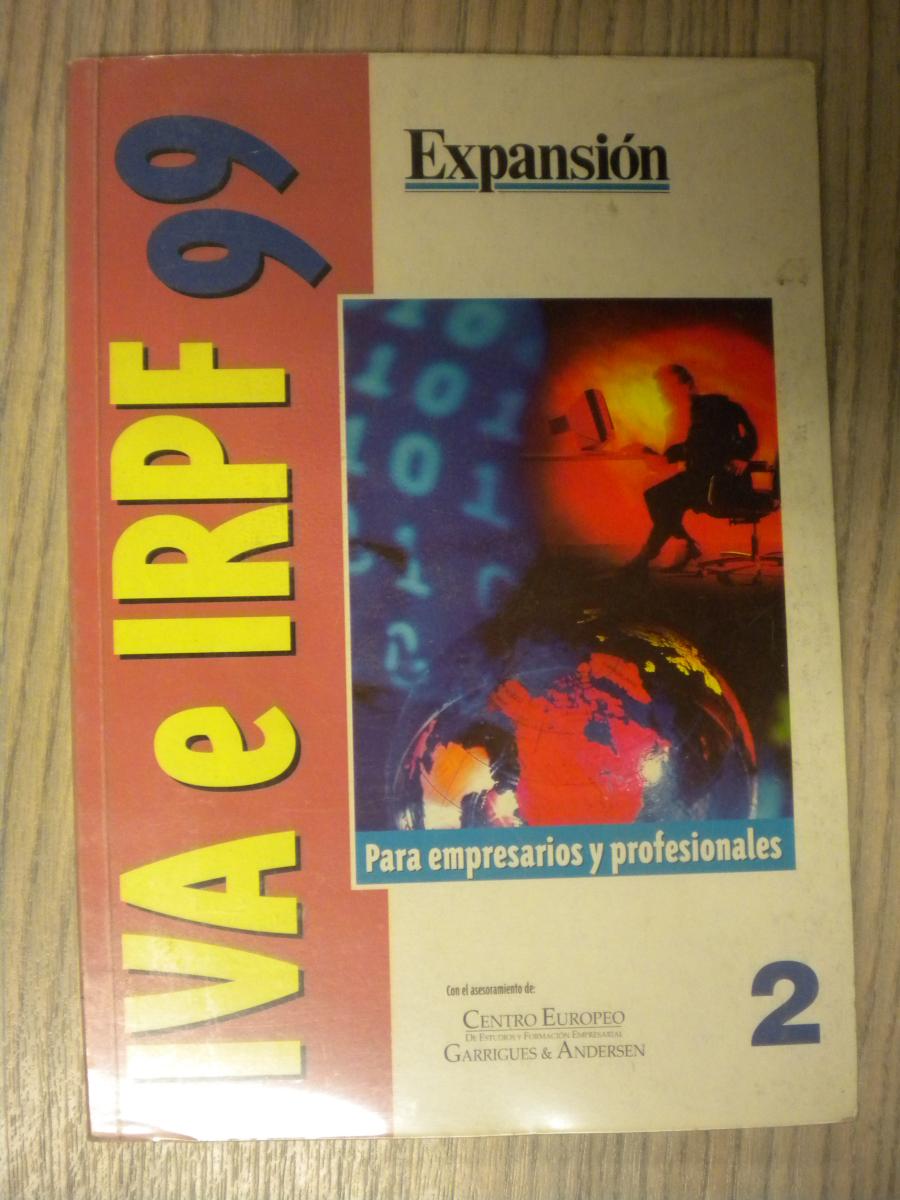 IVA e IRPF 99
Expansión
Para empresarios y profesionales
Con el asesoramiento de:
CENTRO EUROPEO
DE ESTUDIOS Y FORMACIÓN EMPRESARIAL
GARRIGUES & ANDERSEN
2